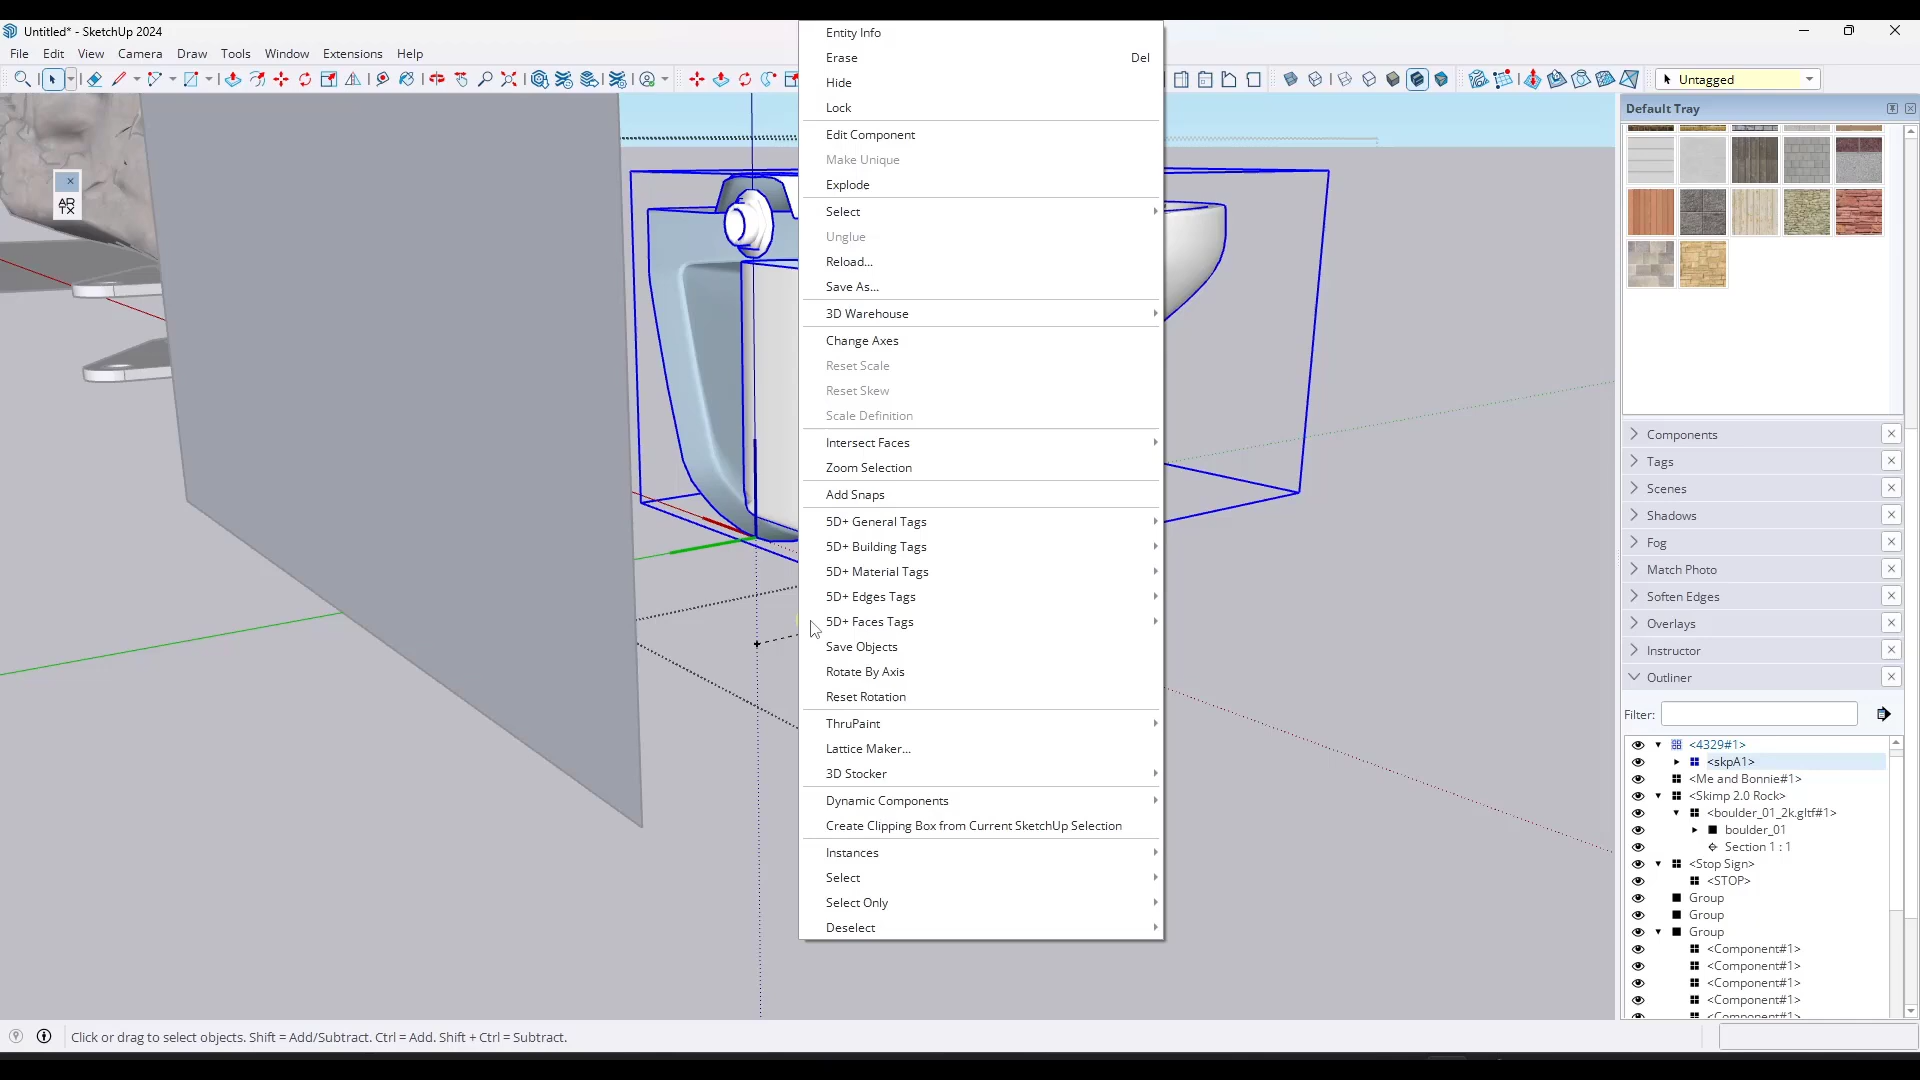 Untitled* - SketchUp 2024
File Edit View Camera Draw Tools Window Extensions Help
Untagged
Default Tray
AR
TX
Entity Info
Erase Del
Hide
Lock
Edit Component
Make Unique
Explode
Select
Unglue
Reload...
Save As...
3D Warehouse
Change Axes
Reset Scale
Reset Skew
Scale Definition
Intersect Faces
Zoom Selection
Add Snaps
5D+ General Tags
5D+ Building Tags
5D+ Material Tags
5D+ Edges Tags
5D+ Faces Tags
Save Objects
Rotate By Axis
Reset Rotation
ThruPaint
Lattice Maker...
3D Stocker
Dynamic Components
Create Clipping Box from Current SketchUp Selection
Instances
Select
Select Only
Deselect
Components
Tags
Scenes
Shadows
Fog
Match Photo
Soften Edges
Overlays
Instructor
Outliner
Filter:
<4329#1>
<skpA1>
<Me and Bonnie#1>
<Skimp 2.0 Rock>
<boulder_01_2k.gltf#1>
boulder_01
Section 1 : 1
<Stop Sign>
<STOP>
Group
Group
Group
<Component#1>
<Component#1>
<Component#1>
<Component#1>
<Component#1>
Click or drag to select objects. Shift = Add/Subtract. Ctrl = Add. Shift + Ctrl = Subtract.